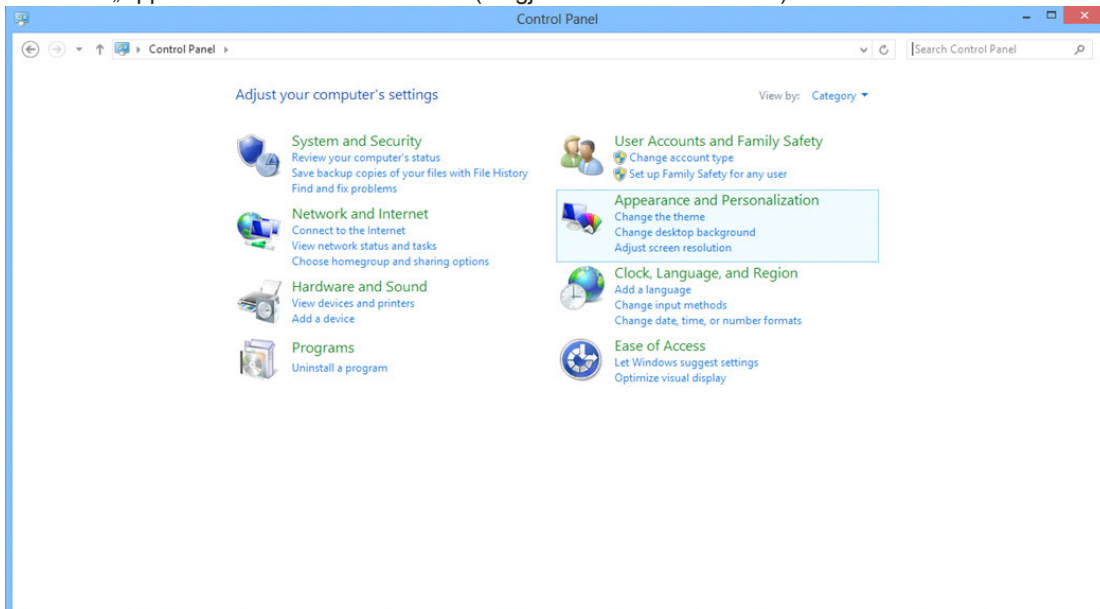 Control Panel
Control Panel
Search Control Panel
Adjust your computer's settings
View by: Category
System and Security
Review your computer's status
Save backup copies of your files with File History
Find and fix problems
Network and Internet
Connect to the Internet
View network status and tasks
Choose homegroup and sharing options
Hardware and Sound
View devices and printers
Add a device
Programs
Uninstall a program
User Accounts and Family Safety
Change account type
Set up Family Safety for any user
Appearance and Personalization
Change the theme
Change desktop background
Adjust screen resolution
Clock, Language, and Region
Add a language
Change input methods
Change date, time, or number formats
Ease of Access
Let Windows suggest settings
Optimize visual display